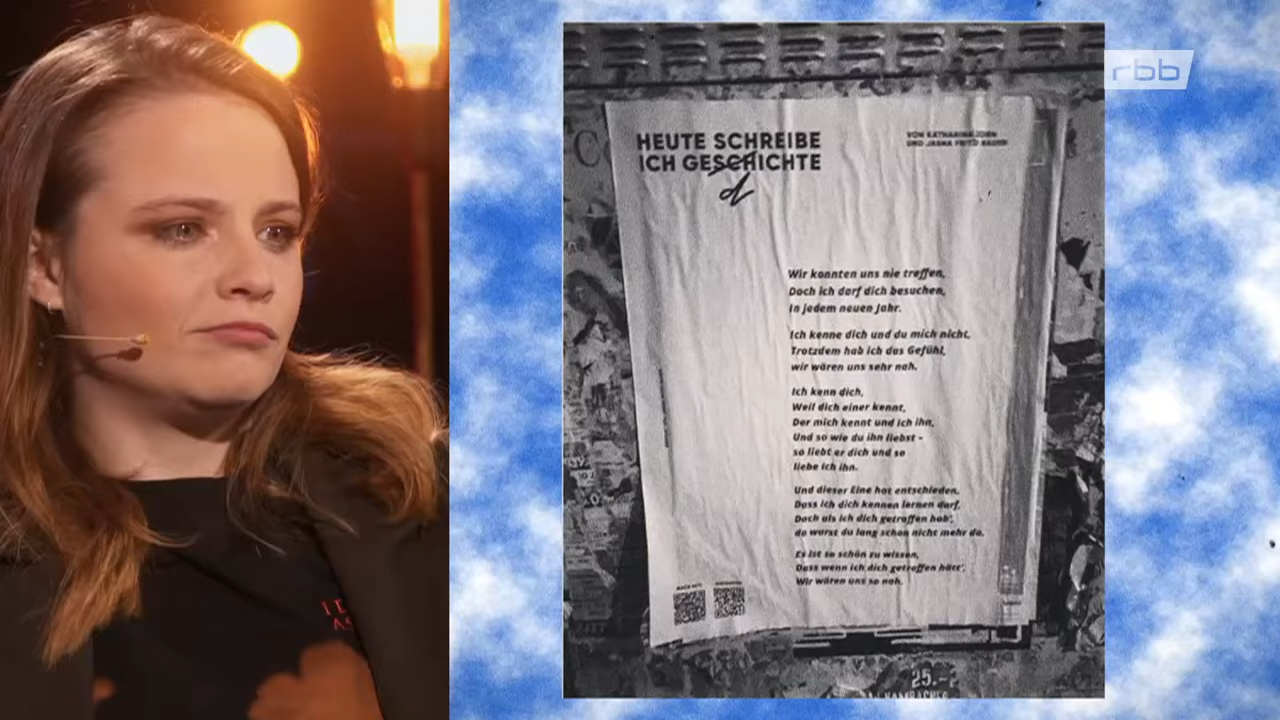 rbb
HEUTE SCHREIBE
ICH GESCHICHTE
d
VON KATHARINA
UND JASHA FRITZI BAUER
Wir konnten uns nie treffen,
Doch ich darf dich besuchen,
In jedem neuen Jahr.
Ich kenne dich und du mich nicht,
Trotzdem hab ich das Gefühl,
wir wären uns sehr nah.
Ich kenn dich,
Weil dich einer kennt,
Der mich kennt und ich ihn,
Und so wie du ihn liebst –
so liebt er dich und so
liebe ich ihn.
Und dieser Eine hat entschieden,
Dass ich dich kennen lernen darf.
Doch als ich dich getroffen hab',
da warst du lang schon nicht mehr da.
Es ist so schön zu wissen,
Dass wenn ich dich getroffen hätt',
Wir wären uns so nah.
25.-